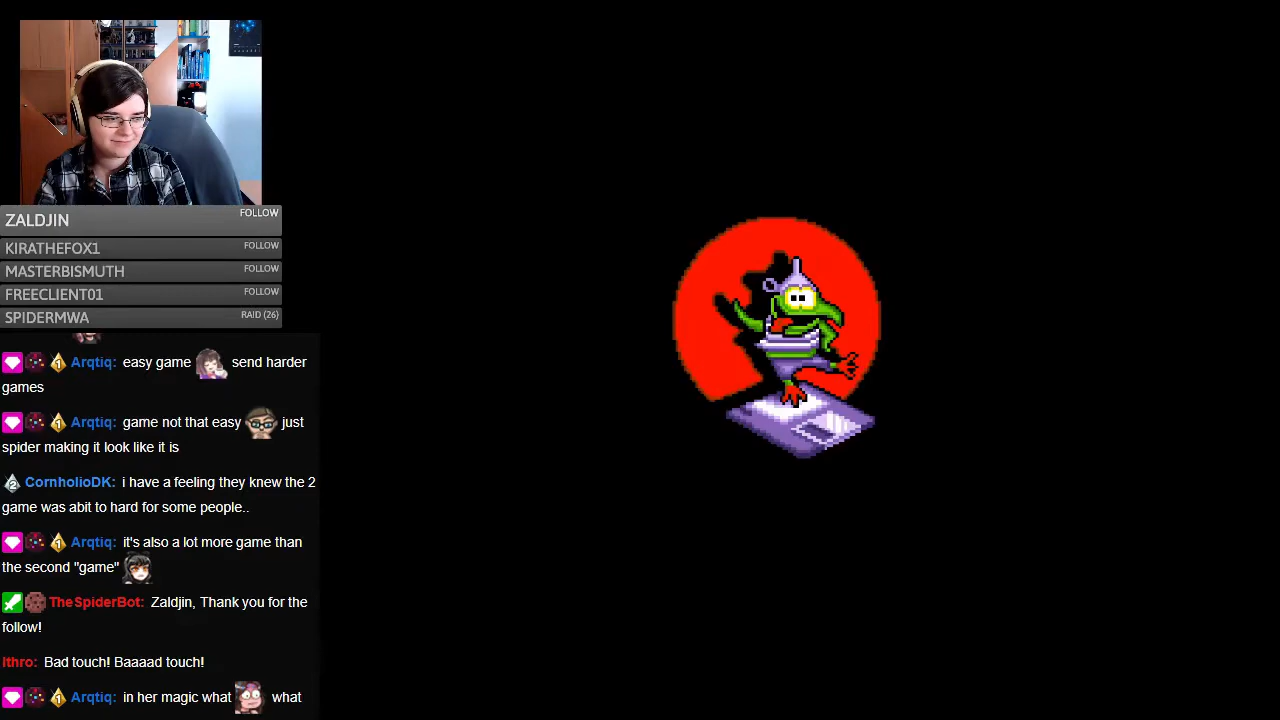 ZALDJIN FOLLOW
KIRATHEFOX1 FOLLOW
MASTERBISMUTH FOLLOW
FREECLIENT01 FOLLOW
SPIDERMWA RAID (26)
Arqtiq: easy game send harder
games
Arqtiq: game not that easy just
spider making it look like it is
CornholioDK: i have a feeling they knew the 2
game was abit to hard for some people..
Arqtiq: it's also a lot more game than
the second "game"
TheSpiderBot: Zaldjin, Thank you for the
follow!
Ithro: Bad touch! Baaaad touch!
Arqtiq: in her magic what what